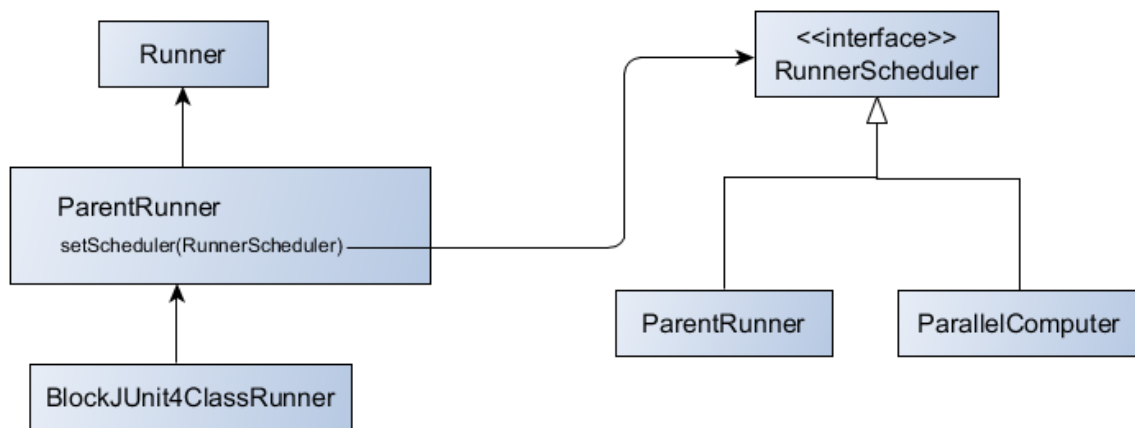 Runner
<<interface>>
RunnerScheduler
ParentRunner
setScheduler(RunnerScheduler)
ParentRunner
ParallelComputer
BlockJUnit4ClassRunner